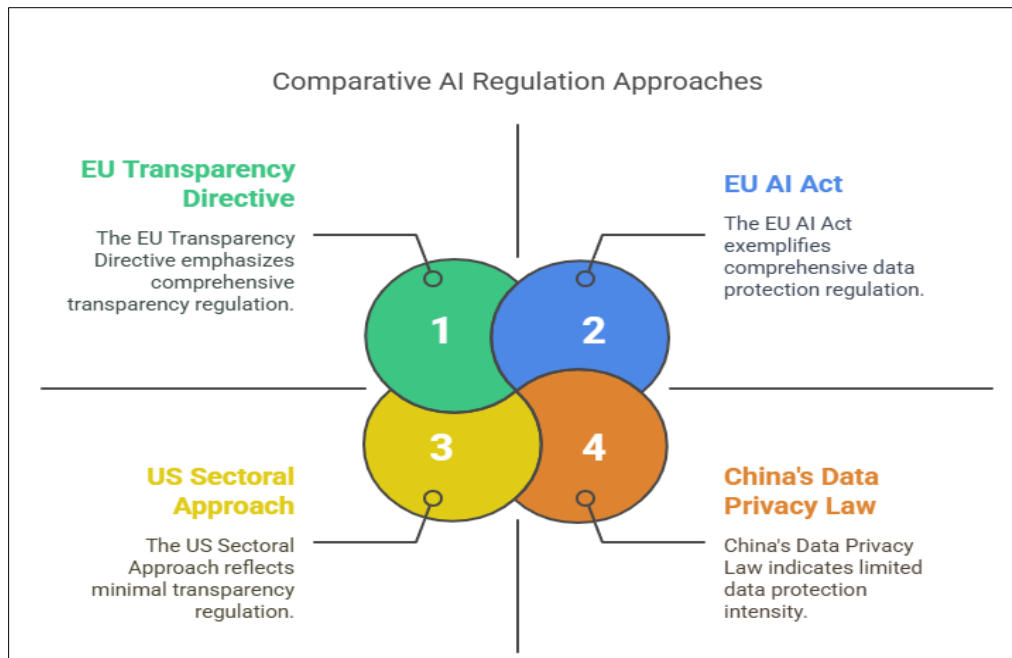 Comparative AI Regulation Approaches
EU Transparency
Directive
The EU Transparency
Directive emphasizes
comprehensive
transparency regulation.
EU AI Act
The EU AI Act
exemplifies
comprehensive data
protection regulation.
1
2
3
4
US Sectoral
Approach
The US Sectoral
Approach reflects
minimal transparency
regulation.
China's Data
Privacy Law
China's Data Privacy
Law indicates limited
data protection
intensity.